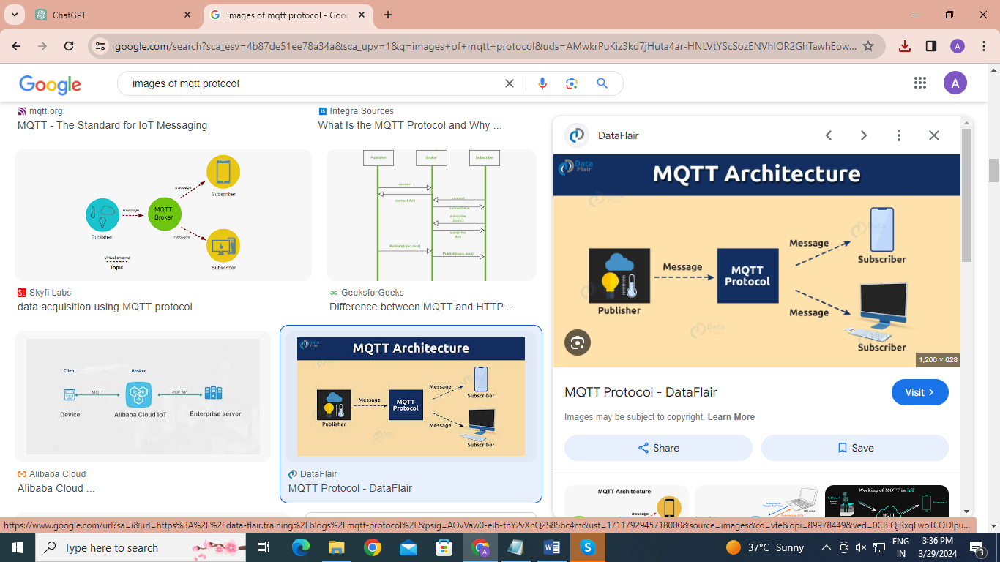 ChatGPT
images of mqtt protocol - Goog
google.com/search?sca_esv=4b87de51ee78a34a&sca_upv=1&q=images+of+mqtt+protocol&uds=AMwkrPuKiz3kd7jHuta4ar-HNLVtYScSozENVhIQR2GhTawhEow...
A
Google
images of mqtt protocol
A
mqtt.org
MQTT - The Standard for IoT Messaging
Integra Sources
What Is the MQTT Protocol and Why ...
Publisher
message
MQTT
Broker
message
Subscriber
message
Subscriber
Virtual channel
Topic
SL Skyfi Labs
data acquisition using MQTT protocol
Publisher Broker Subscriber
connect
connect Ack
connect
connect Ack
subscribe
(topic)
subscribe
Ack
Publish(topic,data)
Publish(topic,data)
GeeksforGeeks
Difference between MQTT and HTTP ...
Client Broker
MQTT POP API
Device Alibaba Cloud IoT Enterprise server
Alibaba Cloud
Alibaba Cloud ...
MQTT Architecture
Message
Subscriber
Message
MQTT
Protocol
Publisher
Message
Subscriber
DataFlair
MQTT Protocol - DataFlair
DataFlair
Data
Flair
MQTT Architecture
Message
Subscriber
Message
MQTT
Protocol
Publisher
Message
Subscriber
1,200 × 628
MQTT Protocol - DataFlair
Visit
Images may be subject to copyright. Learn More
Share
Save
MQTT Architecture
message
Working of MQTT in IoT
MQTT
https://www.google.com/url?sa=i&url=https%3A%2F%2Fdata-flair.training%2Fblogs%2Fmqtt-protocol%2F&psig=AOvVaw0-eib-tnY2vXnQ2S8Sbc4m&ust=1711792945718000&source=images&cd=vfe&opi=89978449&ved=0CBIQjRxqFwoTCODIpu...
Type here to search
37°C Sunny
ENG
IN
3:36 PM
3/29/2024
3